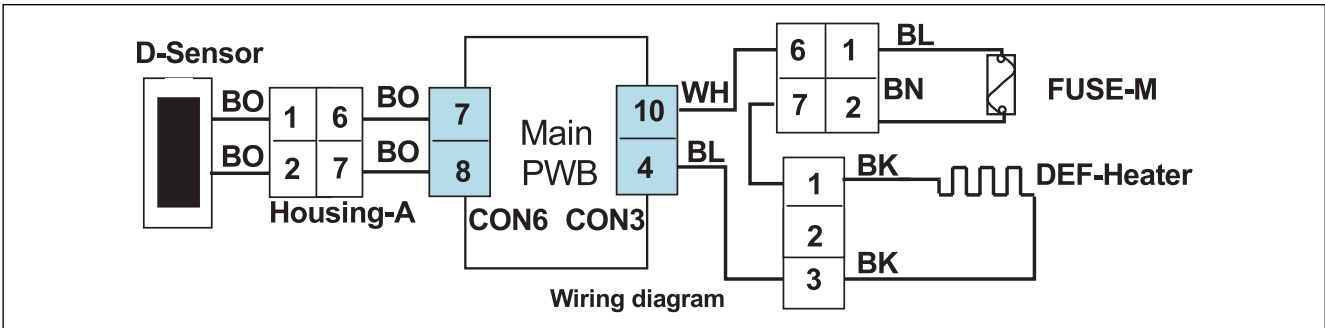 D-Sensor
BO 1 6 BO 7
BO 2 7 BO 8
Housing-A
Main
PWB
CON6 CON3
10 WH 6 1 BL
4 BL 7 2 BN
FUSE-M
1 BK DEF-Heater
2
3 BK
Wiring diagram